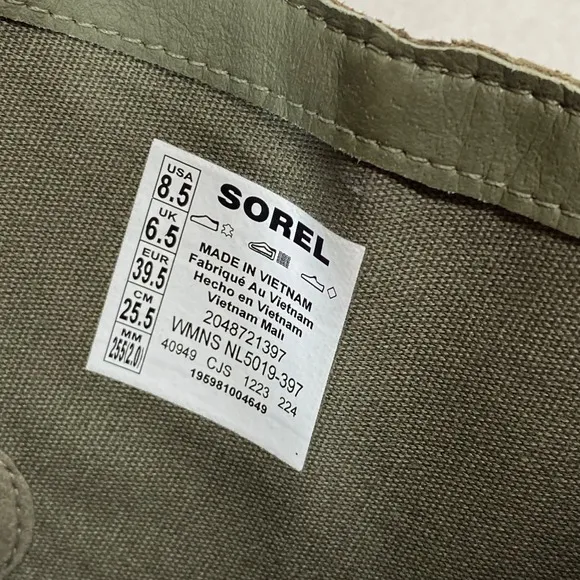 USA
8.5
UK
6.5
EUR
39.5
CM
25.5
MM
255(2.0)
SOREL
MADE IN VIETNAM
Fabriqué Au Vietnam
Hecho en Vietnam
Vietnam Malı
2048721397
WMNS NL5019-397
40949 CJS 1223 224
195981004649